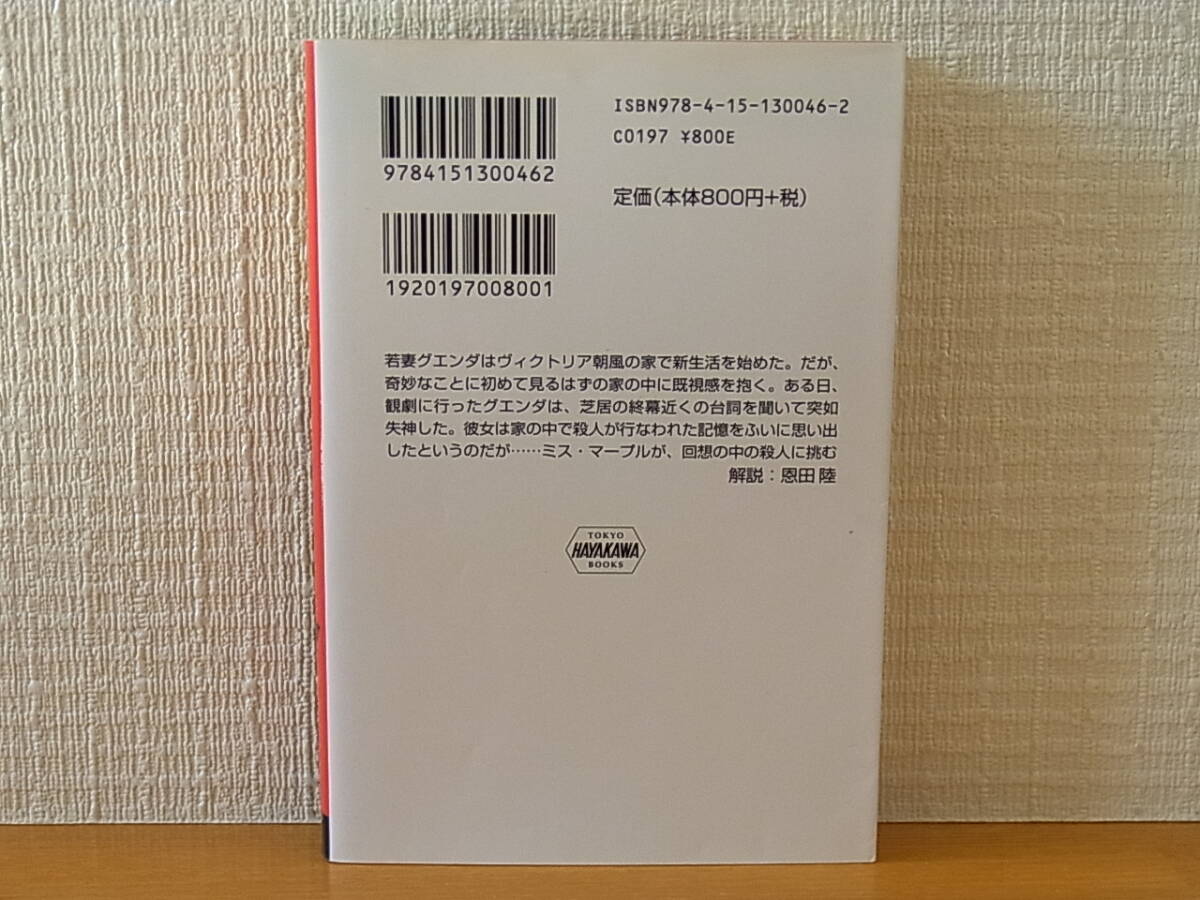 ISBN978-4-15-130046-2
C0197 ¥800E
9784151300462
定価(本体800円+税)
1920197008001
若妻グエンダはヴィクトリア朝風の家で新生活を始めた。だが、
奇妙なことに初めて見るはずの家の中に既視感を抱く。ある日、
観劇に行ったグエンダは、芝居の終幕近くの台詞を聞いて突如
失神した。彼女は家の中で殺人が行なわれた記憶をふいに思い出
したというのだが……ミス・マープルが、回想の中の殺人に挑む
解説:恩田 陸
TOKYO
HAYAKAWA
BOOKS